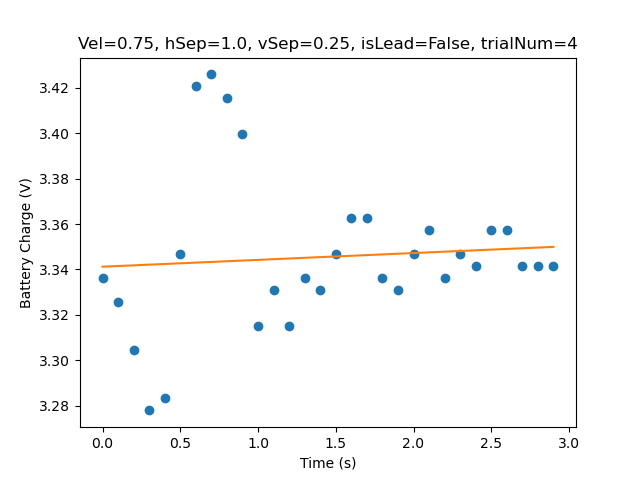 Vel=0.75, hSep=1.0, vSep=0.25, isLead=False, trialNum=4
3.42
3.40
3.38
3.36
3.34
3.32
3.30
3.28
Battery Charge (V)
0.0 0.5 1.0 1.5 2.0 2.5 3.0
Time (s)